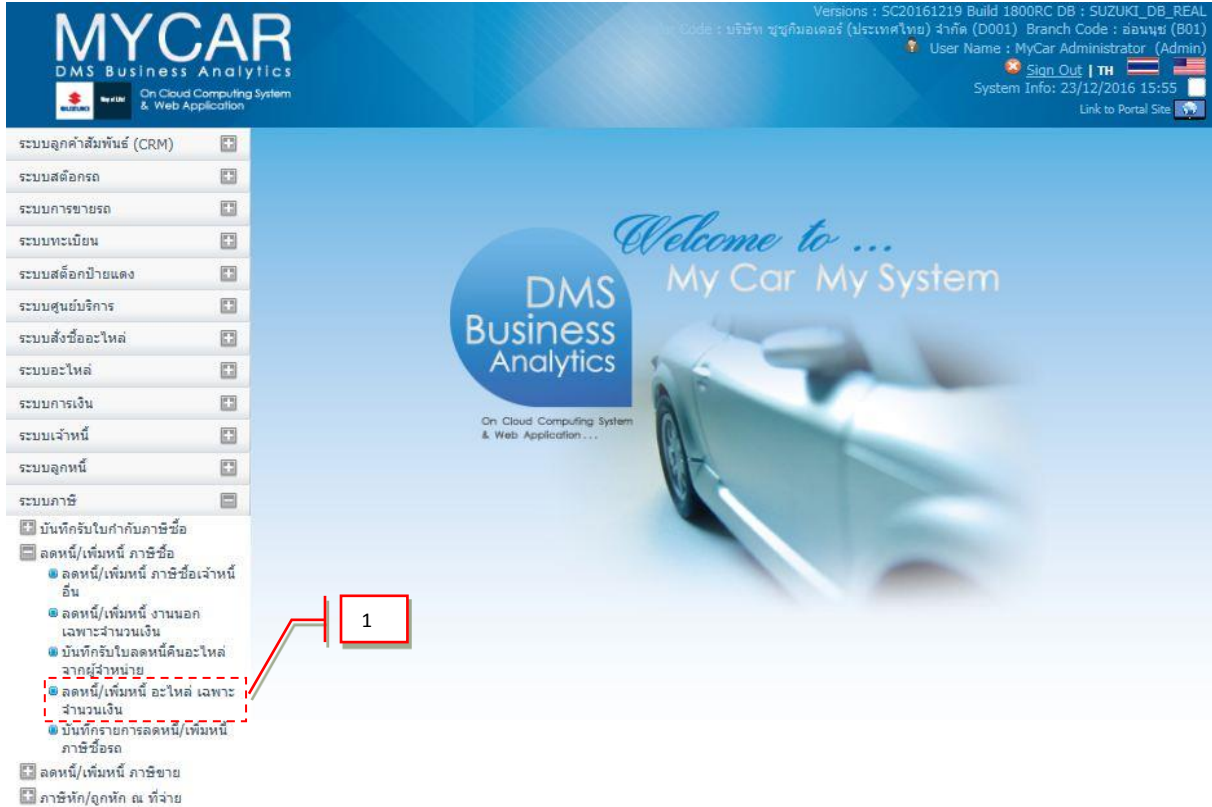 MYCAR
DMS Business Analytics
SUZUKI
Way of Life!
On Cloud Computing System
& Web Application
Versions : SC20161219 Build 1800RC DB : SUZUKI_DB_REAL
Code : บริษัท ซูซูกิมอเตอร์ (ประเทศไทย) จำกัด (D001) Branch Code : อ่อนนุช (B01)
User Name : MyCar Administrator (Admin)
Sign Out | TH
System Info: 23/12/2016 15:55
Link to Portal Site
ระบบลูกค้าสัมพันธ์ (CRM)
ระบบสต๊อกรถ
ระบบการขายรถ
ระบบทะเบียน
ระบบสต็อกป้ายแดง
ระบบศูนย์บริการ
ระบบสั่งซื้ออะไหล่
ระบบอะไหล่
ระบบการเงิน
ระบบเจ้าหนี้
ระบบลูกหนี้
ระบบภาษี
บันทึกรับใบกำกับภาษีซื้อ
ลดหนี้/เพิ่มหนี้ ภาษีซื้อ
ลดหนี้/เพิ่มหนี้ ภาษีซื้อเจ้าหนี้
อื่น
ลดหนี้/เพิ่มหนี้ งานนอก
เฉพาะจำนวนเงิน
บันทึกรับใบลดหนี้คืนอะไหล่
จากผู้จำหน่าย
ลดหนี้/เพิ่มหนี้ อะไหล่ เฉพาะ
จำนวนเงิน
บันทึกรายการลดหนี้/เพิ่มหนี้
ภาษีซื้อรถ
ลดหนี้/เพิ่มหนี้ ภาษีขาย
ภาษีหัก/ถูกหัก ณ ที่จ่าย
1
Welcome to ...
My Car My System
DMS
Business
Analytics
On Cloud Computing System
& Web Application ...